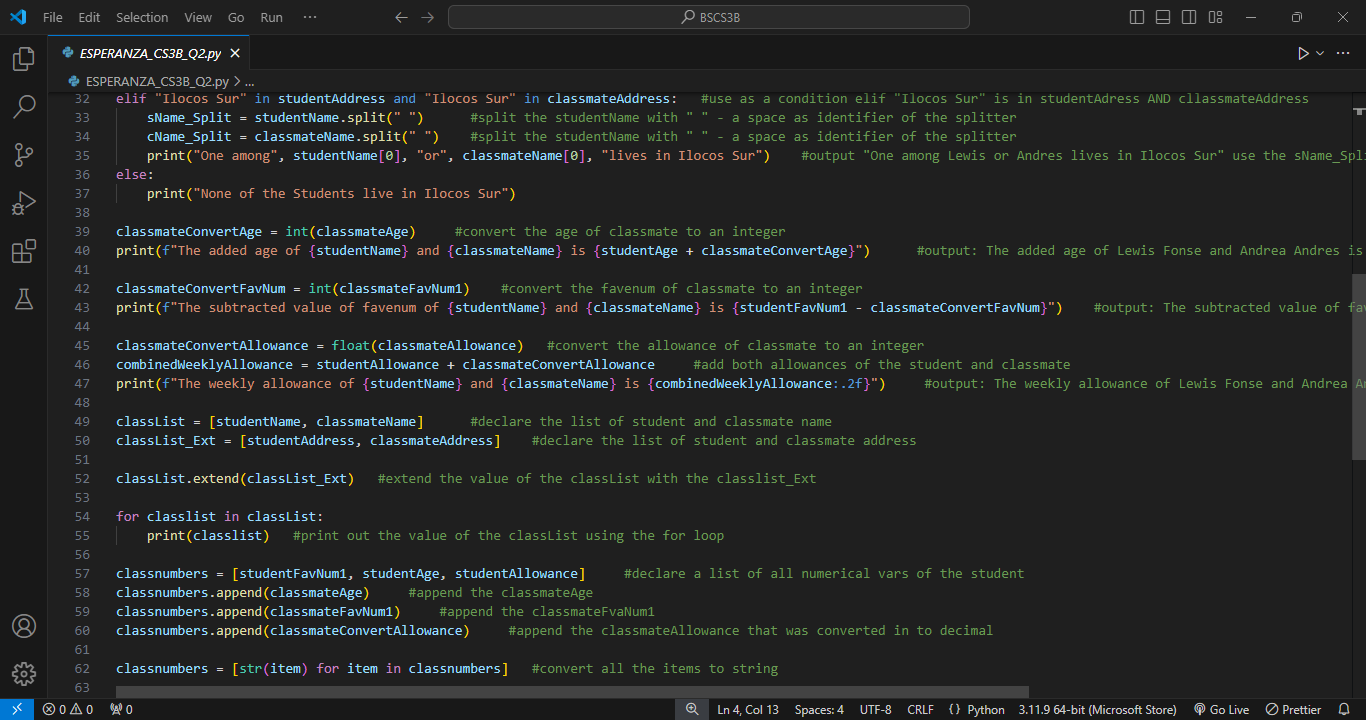 File Edit Selection View Go Run ··· BSCS3B
ESPERANZA_CS3B_Q2.py
ESPERANZA_CS3B_Q2.py > ...
32 elif "Ilocos Sur" in studentAddress and "Ilocos Sur" in classmateAddress: #use as a condition elif "Ilocos Sur" is in studentAdress AND cllassmateAddress
33 sName_Split = studentName.split(" ") #split the studentName with " " - a space as identifier of the splitter
34 cName_Split = classmateName.split(" ") #split the studentName with " " - a space as identifier of the splitter
35 print("One among", studentName[0], "or", classmateName[0], "lives in Ilocos Sur") #output "One among Lewis or Andres lives in Ilocos Sur" use the sName_Spli
36 else:
37 print("None of the Students live in Ilocos Sur")
38
39 classmateConvertAge = int(classmateAge) #convert the age of classmate to an integer
40 print(f"The added age of {studentName} and {classmateName} is {studentAge + classmateConvertAge}") #output: The added age of Lewis Fonse and Andrea Andres is
41
42 classmateConvertFavNum = int(classmateFavNum1) #convert the favenum of classmate to an integer
43 print(f"The subtracted value of favenum of {studentName} and {classmateName} is {studentFavNum1 - classmateConvertFavNum}") #output: The subtracted value of fav
44
45 classmateConvertAllowance = float(classmateAllowance) #convert the allowance of classmate to an integer
46 combinedWeeklyAllowance = studentAllowance + classmateConvertAllowance #add both allowances of the student and classmate
47 print(f"The weekly allowance of {studentName} and {classmateName} is {combinedWeeklyAllowance:.2f}") #output: The weekly allowance of Lewis Fonse and Andrea An
48
49 classList = [studentName, classmateName] #declare the list of student and classmate name
50 classList_Ext = [studentAddress, classmateAddress] #declare the list of student and classmate address
51
52 classList.extend(classList_Ext) #extend the value of the classList with the classlist_Ext
53
54 for classlist in classList:
55 print(classlist) #print out the value of the classList using the for loop
56
57 classnumbers = [studentFavNum1, studentAge, studentAllowance] #declare a list of all numerical vars of the student
58 classnumbers.append(classmateAge) #append the classmateAge
59 classnumbers.append(classmateFavNum1) #append the classmateFvaNum1
60 classnumbers.append(classmateConvertAllowance) #append the classmateAllowance that was converted in to decimal
61
62 classnumbers = [str(item) for item in classnumbers] #convert all the items to string
63
0 0 0 Ln 4, Col 13 Spaces: 4 UTF-8 CRLF {} Python 3.11.9 64-bit (Microsoft Store) Go Live Prettier